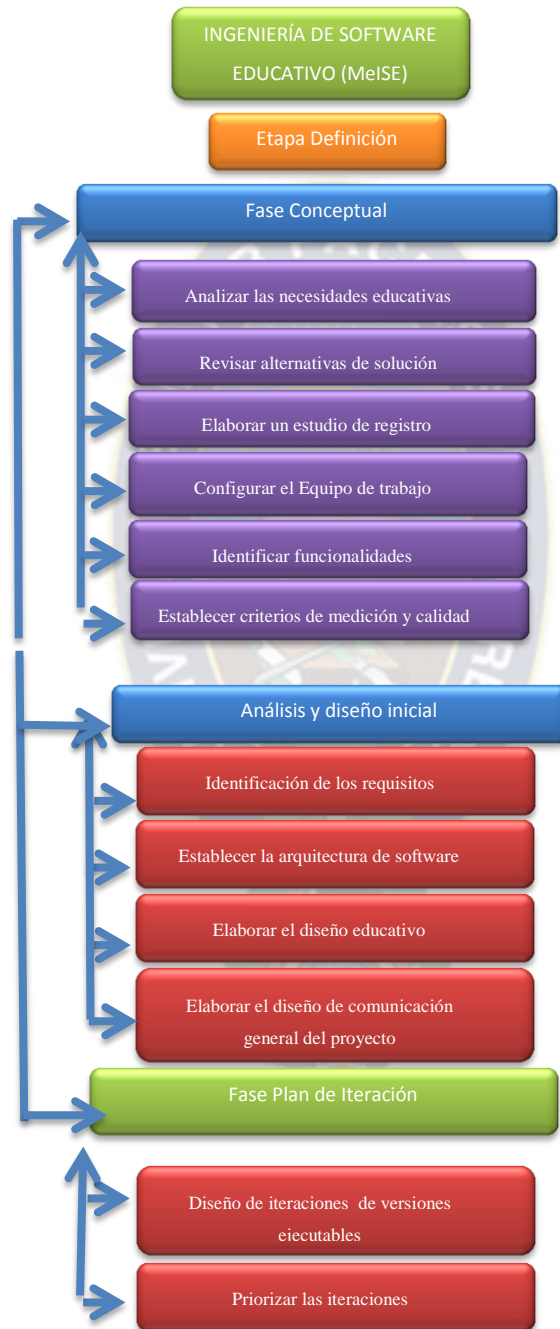 INGENIERÍA DE SOFTWARE
EDUCATIVO (MeISE)
Etapa Definición
Fase Conceptual
Analizar las necesidades educativas
Revisar alternativas de solución
Elaborar un estudio de registro
Configurar el Equipo de trabajo
Identificar funcionalidades
Establecer criterios de medición y calidad
Análisis y diseño inicial
Identificación de los requisitos
Establecer la arquitectura de software
Elaborar el diseño educativo
Elaborar el diseño de comunicación
general del proyecto
Fase Plan de Iteración
Diseño de iteraciones de versiones
ejecutables
Priorizar las iteraciones